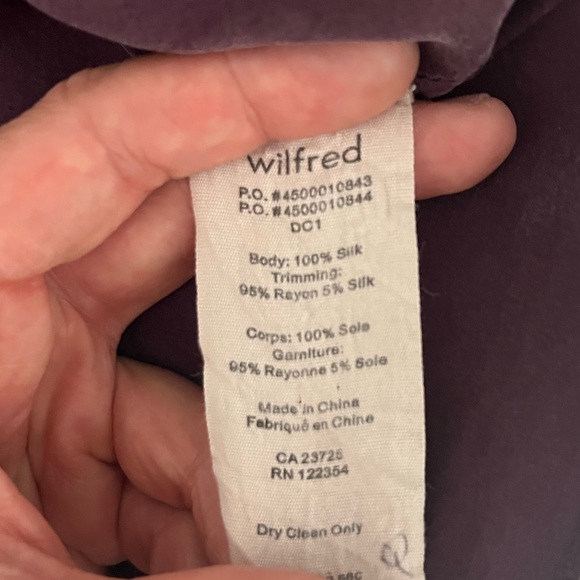 wilfred
P.O. #4500010843
P.O. #4500010844
DC1
Body: 100% Silk
Trimming:
95% Rayon 5% Silk
Corps: 100% Soie
Garniture:
95% Rayonne 5% Soie
Made in China
Fabriqué en Chine
CA 23725
RN 122354
Dry Clean Only